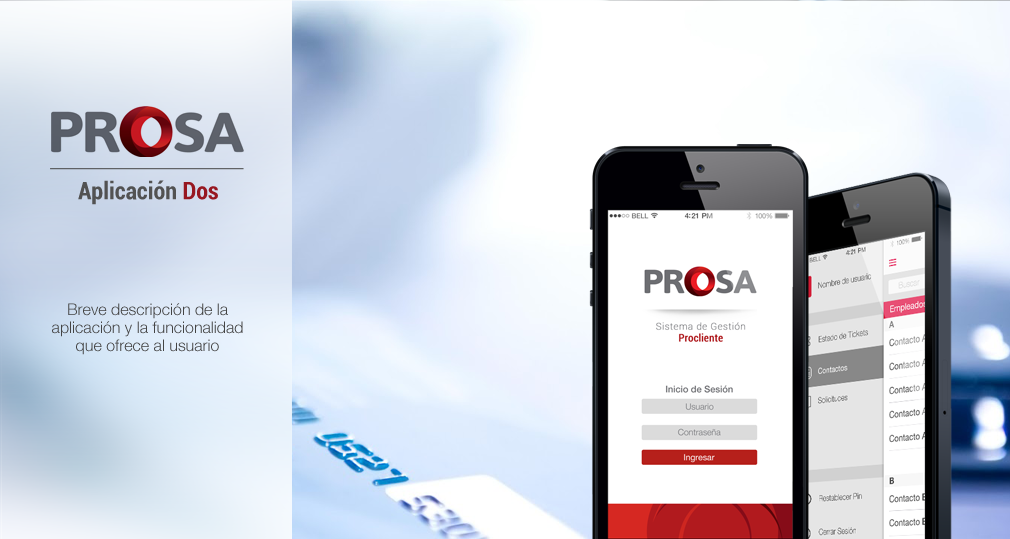 PROSA
Aplicación Dos
Breve descripción de la
aplicación y la funcionalidad
que ofrece al usuario
BELL
4:21 PM
100%
PROSA
Sistema de Gestión
Procliente
Inicio de Sesión
Usuario
Contraseña
Ingresar
BELL
4:21 PM
100%
Nombre de usuario
Estado de Tickets
Contactos
Solicitudes
Restablecer Pin
Cerrar Sesión
Buscar
Empleados
A
Contacto A
Contacto A
Contacto A
Contacto A
Contacto A
B
Contacto B
Contacto B